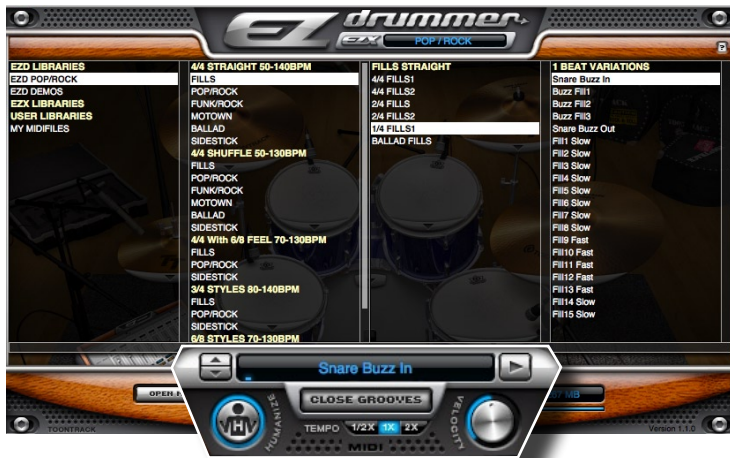 EZ drummer
EZX POP / ROCK
?
EZD LIBRARIES
EZD POP/ROCK
EZD DEMOS
EZX LIBRARIES
USER LIBRARIES
MY MIDIFILES
4/4 STRAIGHT 50-140BPM
FILLS
POP/ROCK
FUNK/ROCK
MOTOWN
BALLAD
SIDESTICK
4/4 SHUFFLE 50-130BPM
FILLS
POP/ROCK
FUNK/ROCK
MOTOWN
BALLAD
SIDESTICK
4/4 With 6/8 FEEL 70-130BPM
FILLS
POP/ROCK
SIDESTICK
3/4 STYLES 80-140BPM
FILLS
POP/ROCK
SIDESTICK
6/8 STYLES 70-130BPM
FILLS STRAIGHT
4/4 FILLS1
4/4 FILLS2
2/4 FILLS
2/4 FILLS2
1/4 FILLS1
BALLAD FILLS
1 BEAT VARIATIONS
Snare Buzz In
Buzz Fill1
Buzz Fill2
Buzz Fill3
Snare Buzz Out
Fill1 Slow
Fill2 Slow
Fill3 Slow
Fill4 Slow
Fill5 Slow
Fill6 Slow
Fill7 Slow
Fill8 Slow
Fill9 Fast
Fill10 Fast
Fill11 Fast
Fill12 Fast
Fill13 Fast
Fill14 Slow
Fill15 Slow
Snare Buzz In
OPEN
CLOSE GROOVES
MB
HUMANIZE
VELOCITY
TEMPO 1/2X 1X 2X
MIDI
TOONTRACK
Version 1.1.0